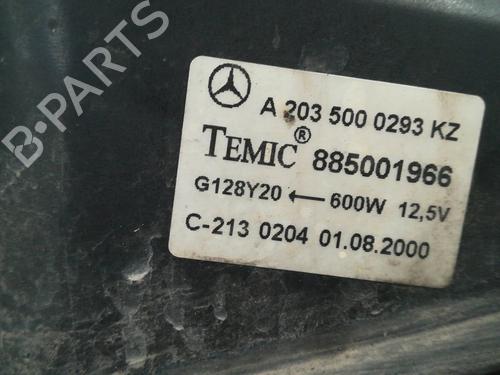 A 203 500 0293 KZ
TEMIC® 885001966
G128Y20 ← 600W 12,5V
C-213 0204 01.08.2000
B-PARTS